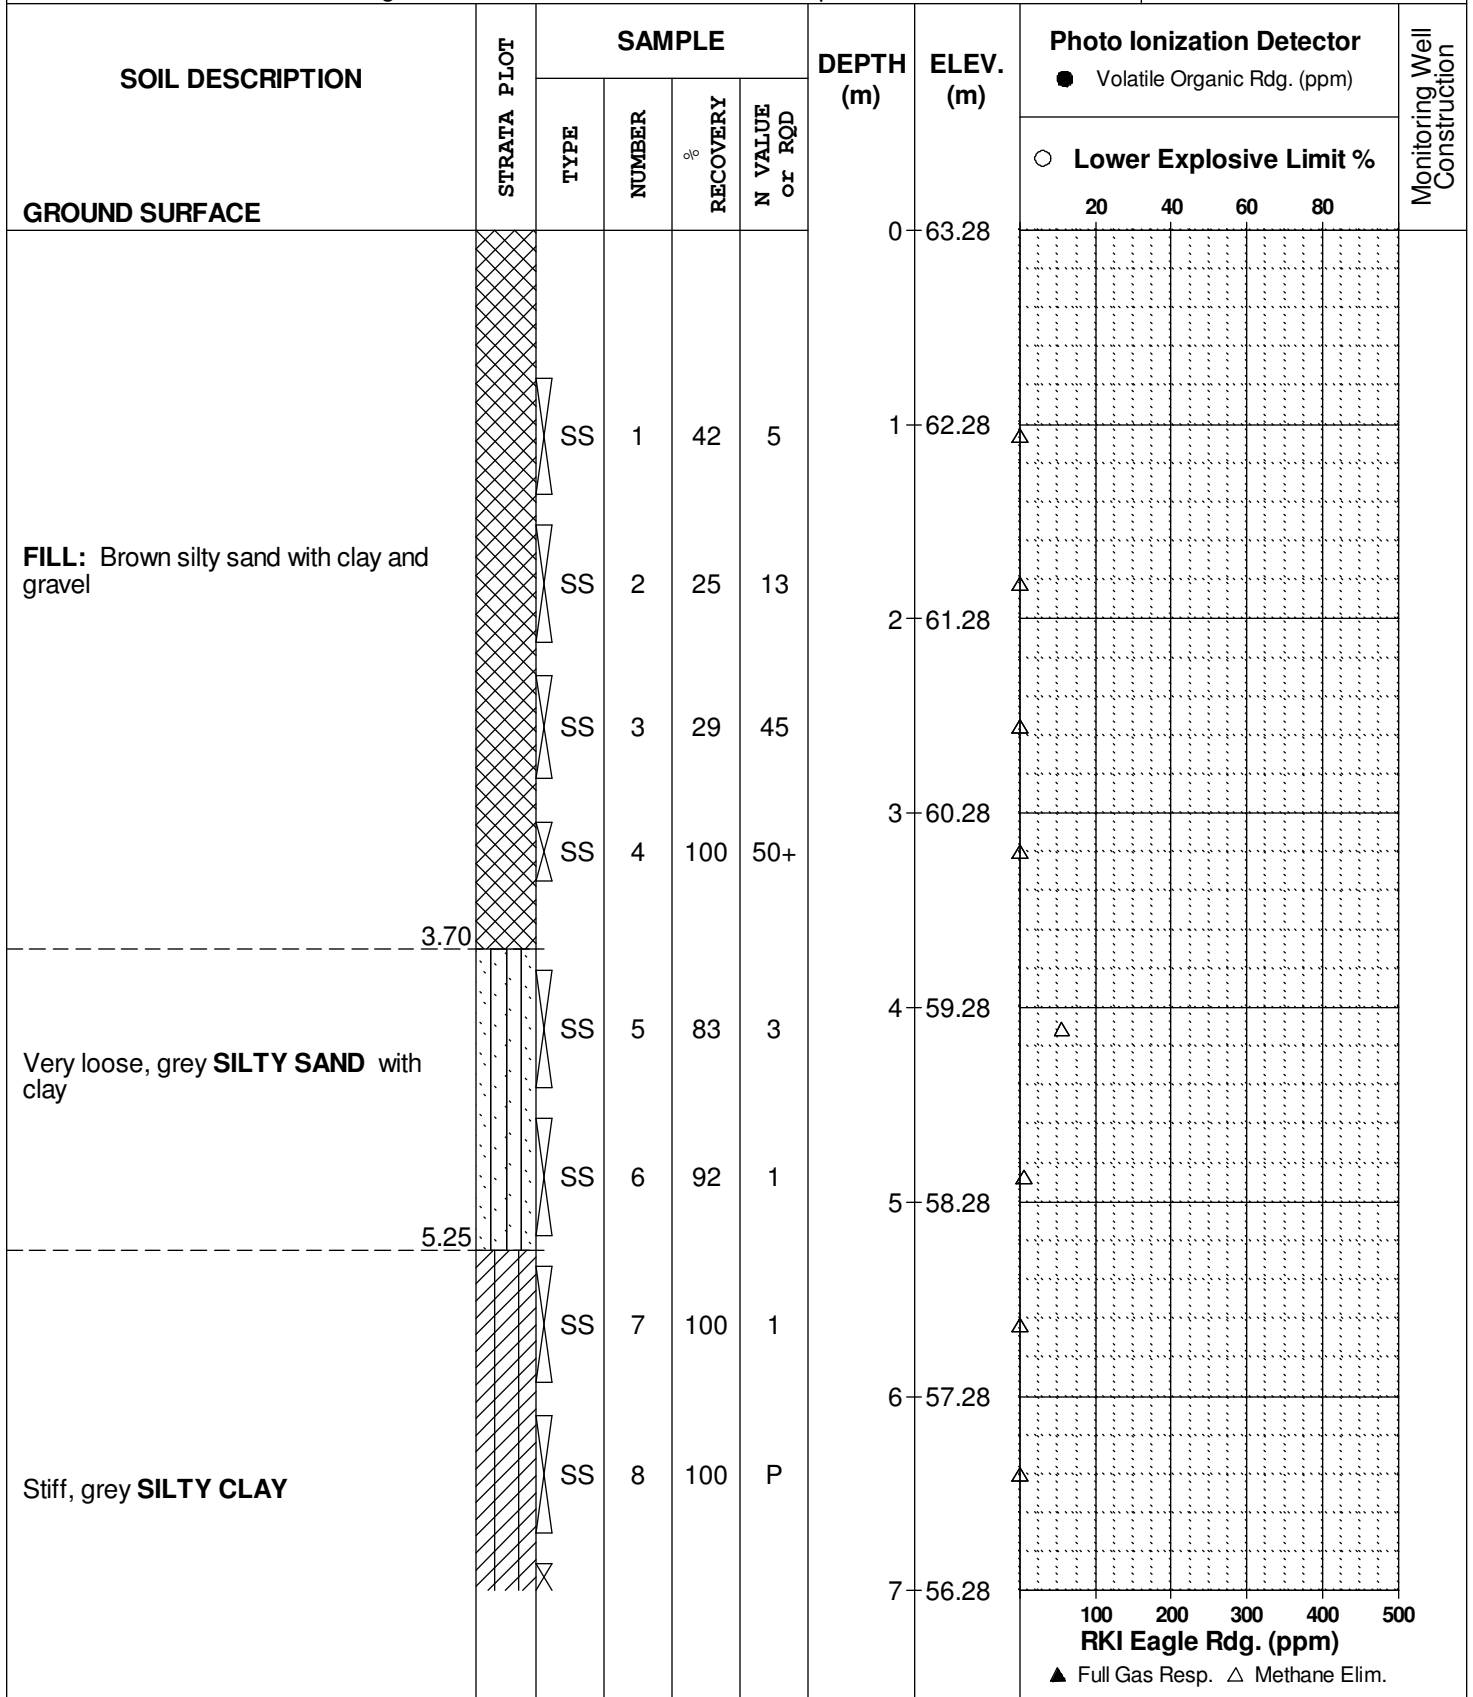 SOIL DESCRIPTION
GROUND SURFACE
STRATA PLOT
SAMPLE
TYPE
NUMBER
%
RECOVERY
N VALUE
or RQD
DEPTH
(m)
ELEV.
(m)
Photo Ionization Detector
● Volatile Organic Rdg. (ppm)
○ Lower Explosive Limit %
20 40 60 80
Monitoring Well
Construction
0 63.28
SS 1 42 5
1 62.28
FILL: Brown silty sand with clay and
gravel
SS 2 25 13
2 61.28
SS 3 29 45
3 60.28
SS 4 100 50+
3.70
4 59.28
SS 5 83 3
Very loose, grey SILTY SAND with
clay
SS 6 92 1
5 58.28
5.25
SS 7 100 1
6 57.28
SS 8 100 P
Stiff, grey SILTY CLAY
7 56.28
100 200 300 400 500
RKI Eagle Rdg. (ppm)
▲ Full Gas Resp. △ Methane Elim.